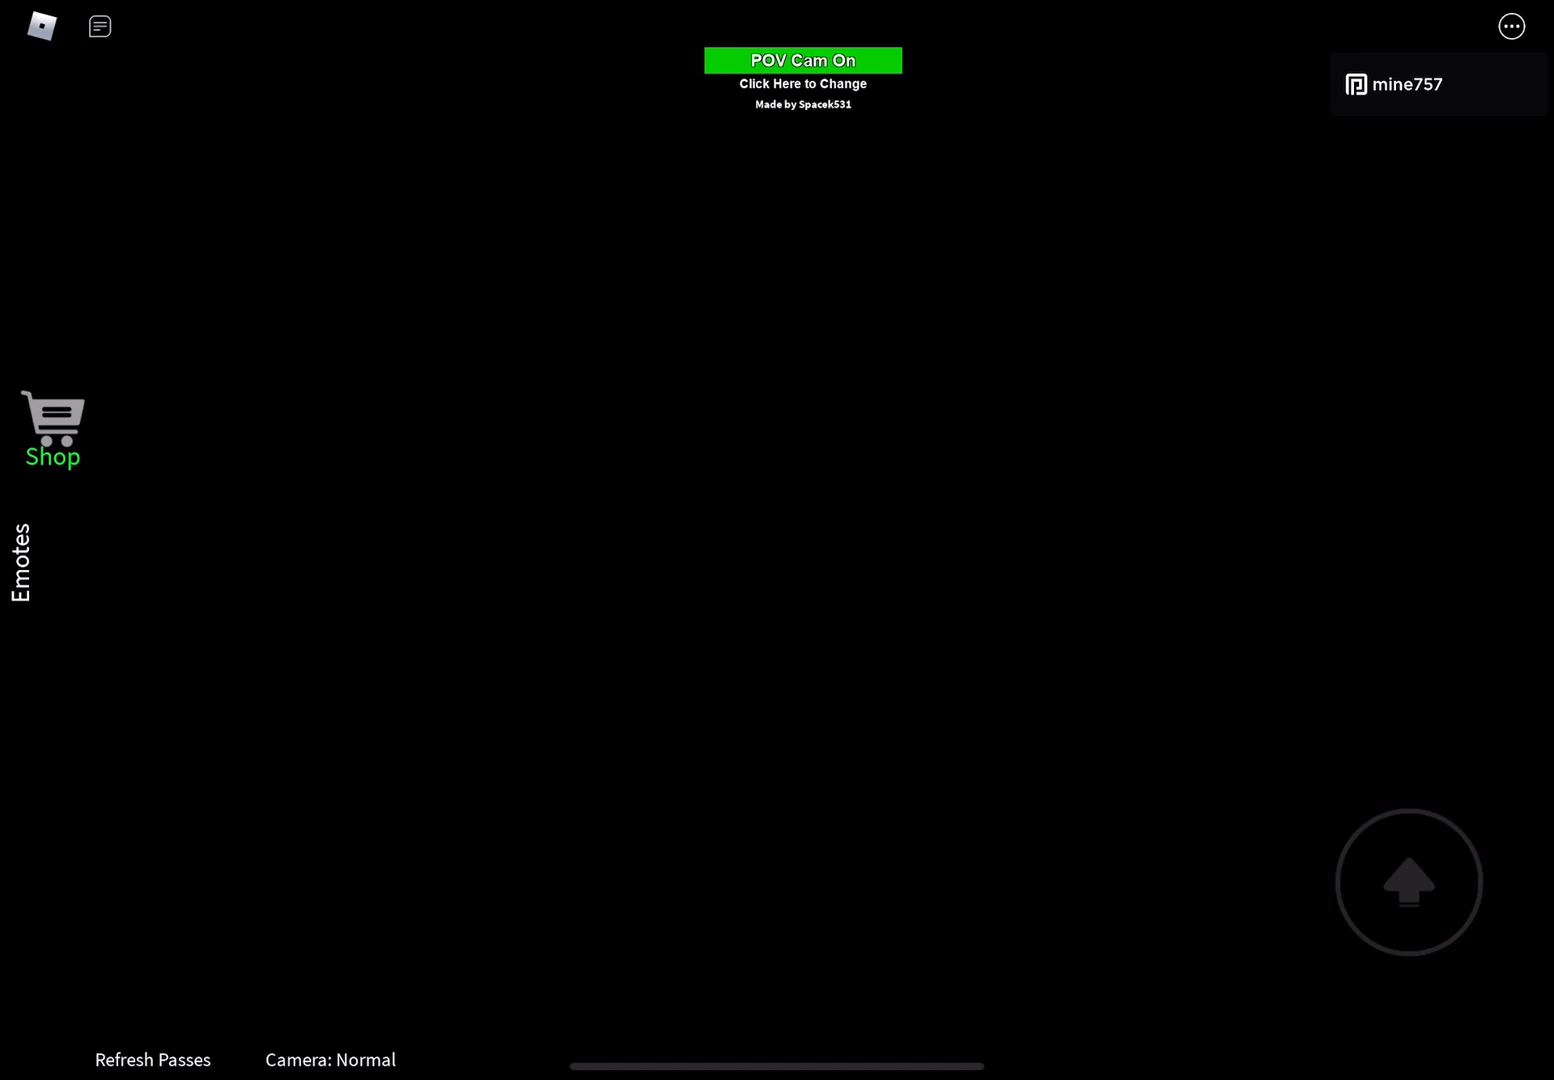 POV Cam On
Click Here to Change
Made by Spacek531
mine757
Shop
Emotes
Refresh Passes
Camera: Normal